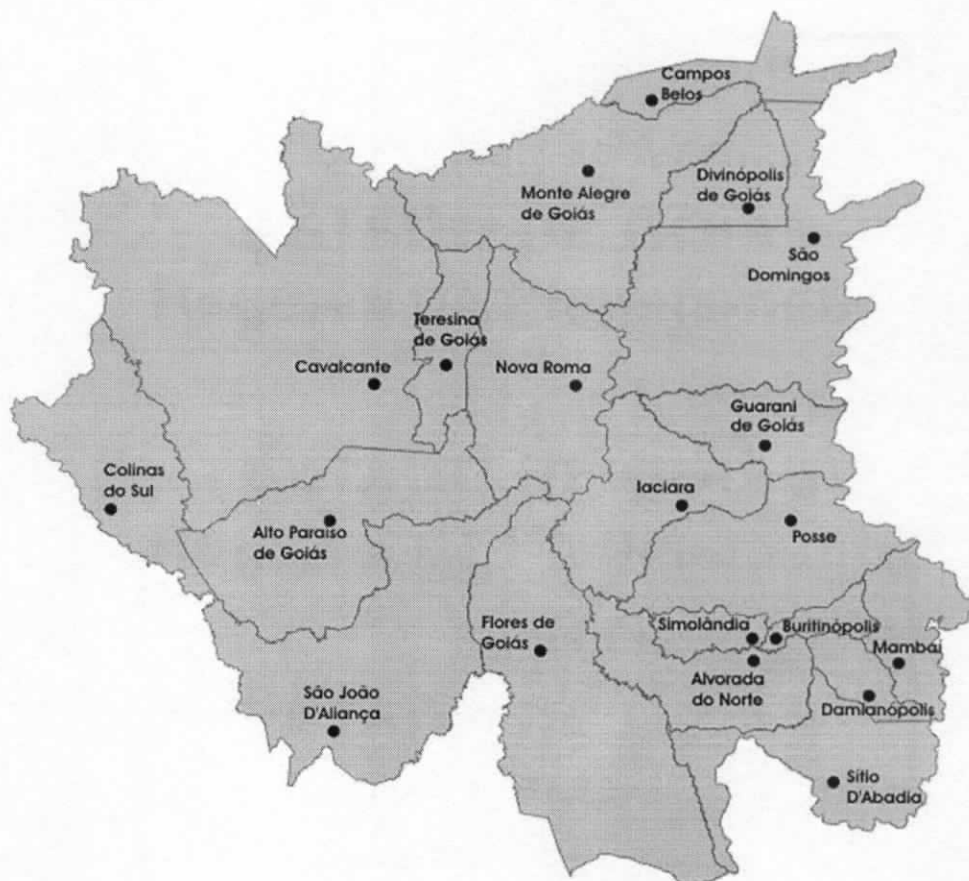 Campos
Belos
Divinópolis
de Goiás
Monte Alegre
de Goiás
São
Domingos
Teresina
de Goiás
Cavalcante
Nova Roma
Guarani
de Goiás
Colinas
do Sul
Iaciara
Alto Paraíso
de Goiás
Posse
Flores de
Goiás
Simolândia
Buritinópolis
Mambaí
Alvorada
do Norte
São João
D'Aliança
Damianópolis
Sítio
D'Abadia